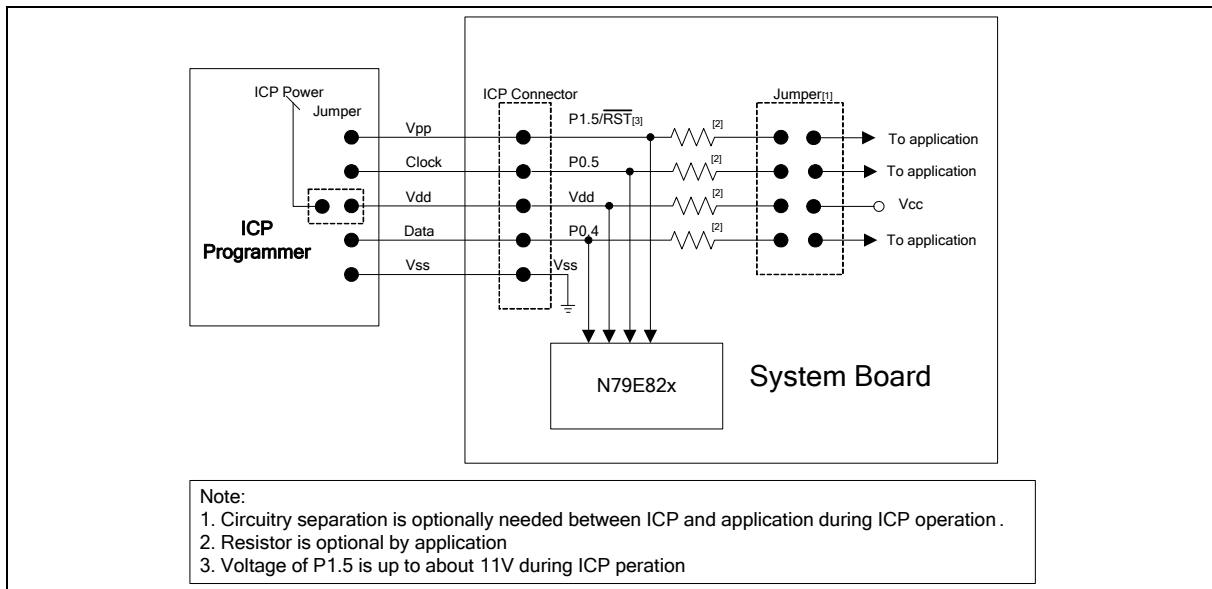 ICP Power
Jumper
ICP Connector
Jumper[1]
Vpp
P1.5/RST[3]
[2]
To application
Clock
P0.5
[2]
To application
Vdd
Vdd
[2]
Vcc
ICP
Programmer
Data
P0.4
[2]
To application
Vss
Vss
N79E82x
System Board
Note:
1. Circuitry separation is optionally needed between ICP and application during ICP operation .
2. Resistor is optional by application
3. Voltage of P1.5 is up to about 11V during ICP peration